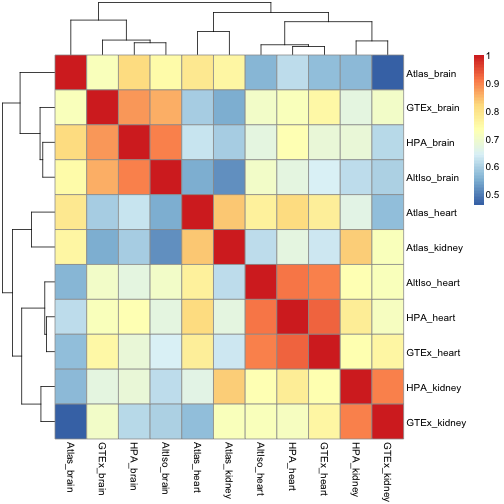 1
0.9
0.8
0.7
0.6
0.5
Atlas_brain
GTEx_brain
HPA_brain
AltIso_brain
Atlas_heart
Atlas_kidney
AltIso_heart
HPA_heart
GTEx_heart
HPA_kidney
GTEx_kidney
Atlas_brain
GTEx_brain
HPA_brain
AltIso_brain
Atlas_heart
Atlas_kidney
AltIso_heart
HPA_heart
GTEx_heart
HPA_kidney
GTEx_kidney